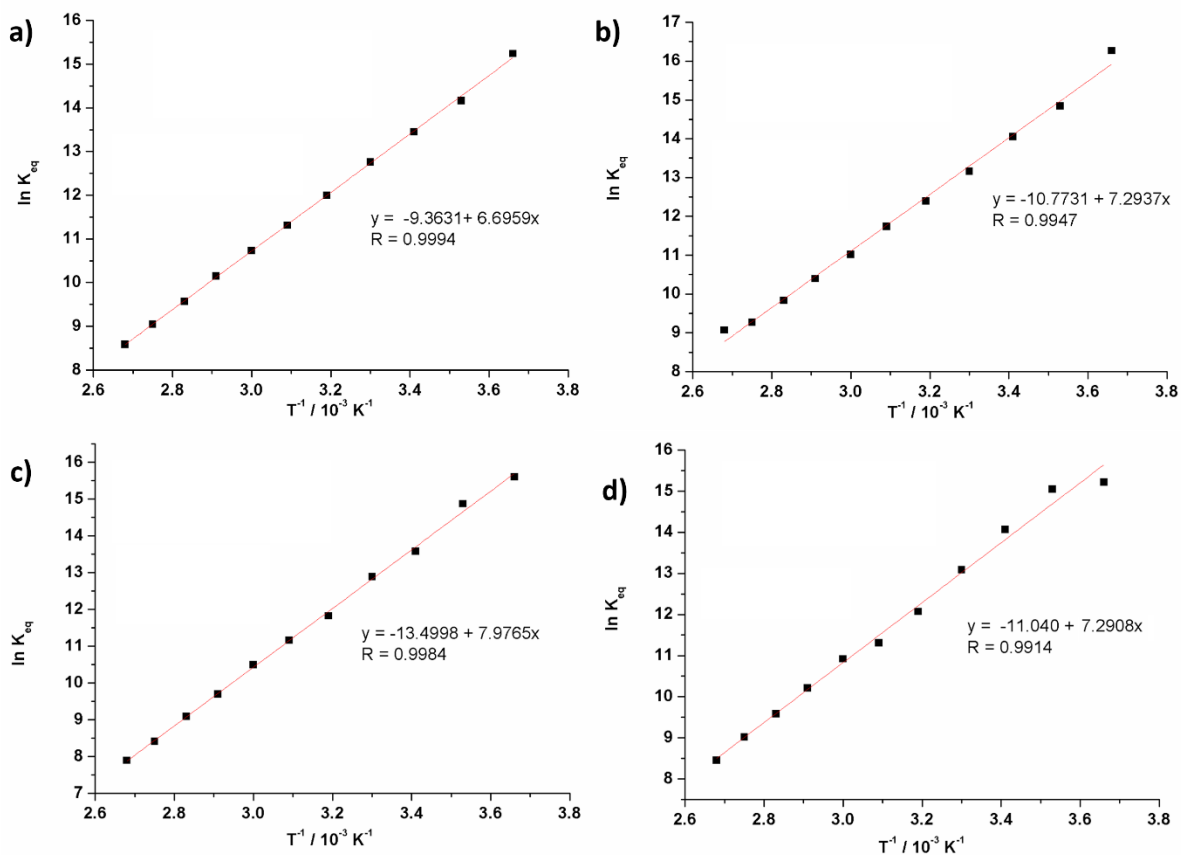 a)
ln K_eq
16
15
14
13
12
11
10
9
8
y = -9.3631+ 6.6959x
R = 0.9994
2.6 2.8 3.0 3.2 3.4 3.6 3.8
T⁻¹ / 10⁻³ K⁻¹
b)
ln K_eq
17
16
15
14
13
12
11
10
9
8
y = -10.7731 + 7.2937x
R = 0.9947
2.6 2.8 3.0 3.2 3.4 3.6 3.8
T⁻¹ / 10⁻³ K⁻¹
c)
ln K_eq
16
15
14
13
12
11
10
9
8
7
y = -13.4998 + 7.9765x
R = 0.9984
2.6 2.8 3.0 3.2 3.4 3.6 3.8
T⁻¹ / 10⁻³ K⁻¹
d)
ln K_eq
16
15
14
13
12
11
10
9
8
y = -11.040 + 7.2908x
R = 0.9914
2.6 2.8 3.0 3.2 3.4 3.6 3.8
T⁻¹ / 10⁻³ K⁻¹